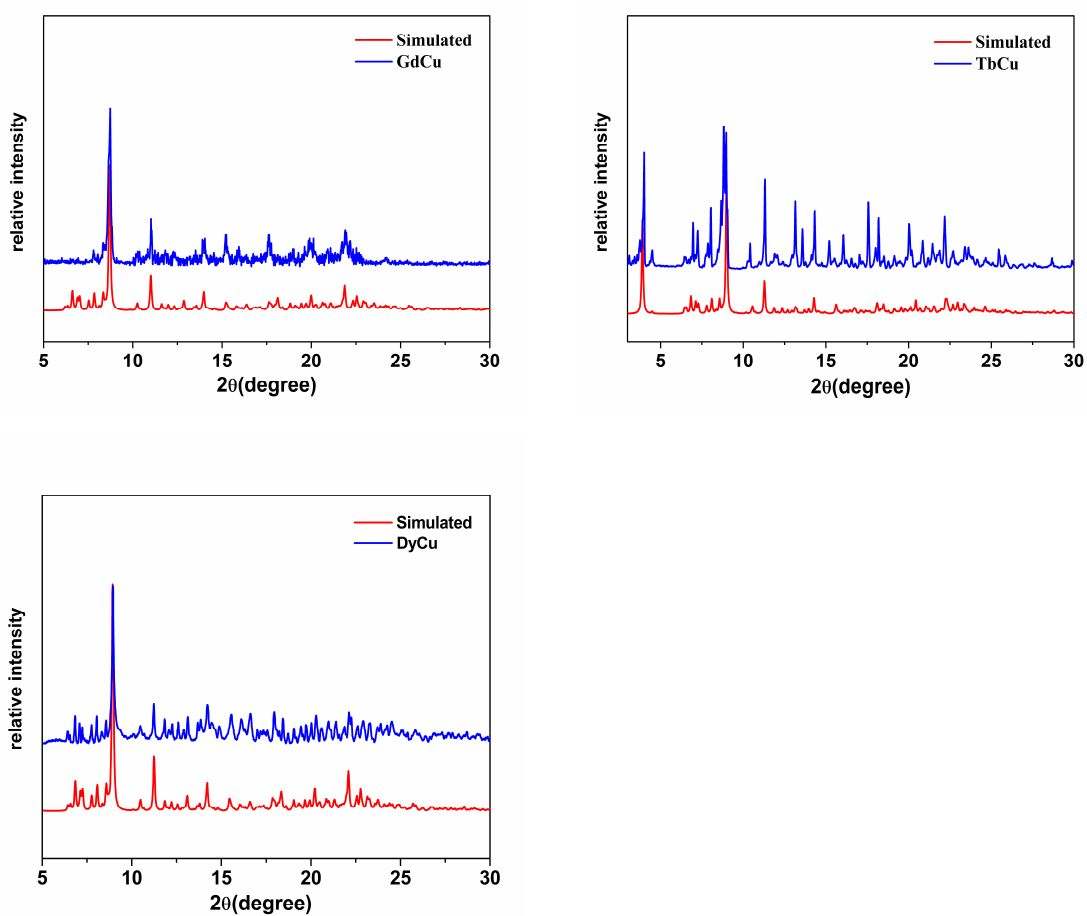 Simulated
GdCu
relative intensity
5 10 15 20 25 30
2θ(degree)
Simulated
TbCu
relative intensity
5 10 15 20 25 30
2θ(degree)
Simulated
DyCu
relative intensity
5 10 15 20 25 30
2θ(degree)